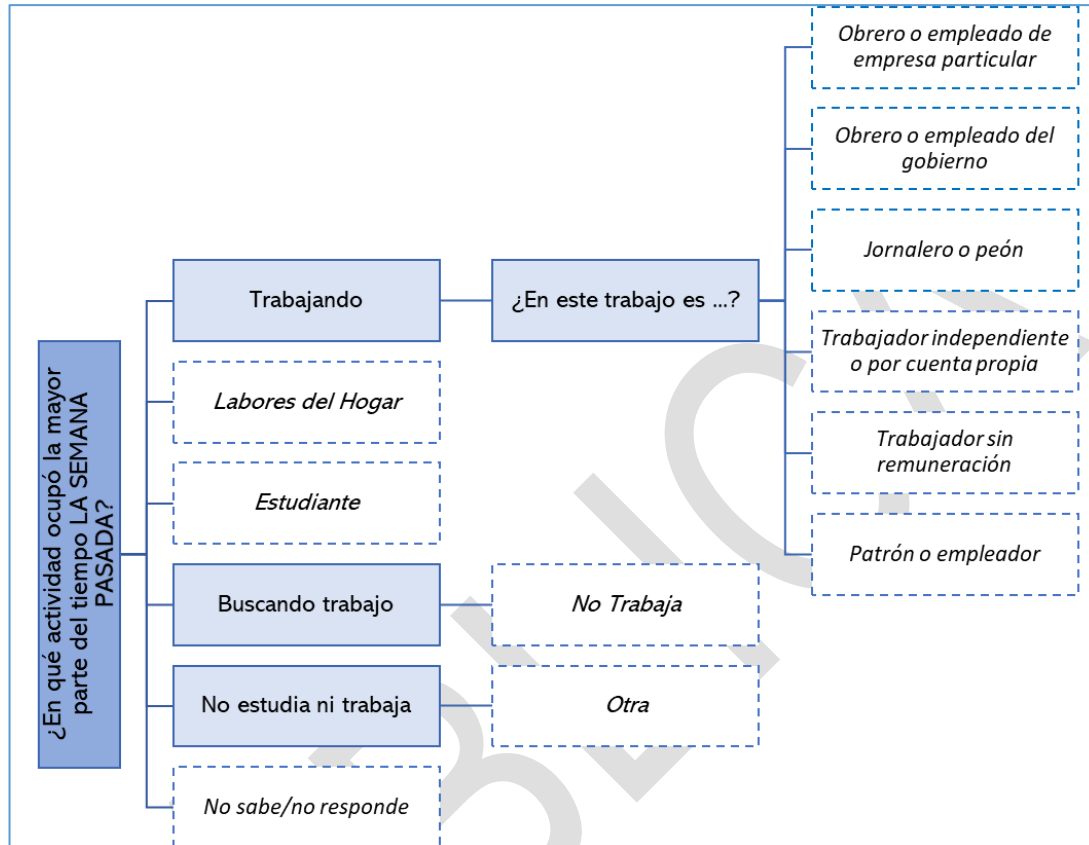 ¿En qué actividad ocupó la mayor
parte del tiempo LA SEMANA
PASADA?
Trabajando
Labores del Hogar
Estudiante
Buscando trabajo
No estudia ni trabaja
No sabe/no responde
¿En este trabajo es ...?
No Trabaja
Otra
Obrero o empleado de
empresa particular
Obrero o empleado del
gobierno
Jornalero o peón
Trabajador independiente
o por cuenta propia
Trabajador sin
remuneración
Patrón o empleador